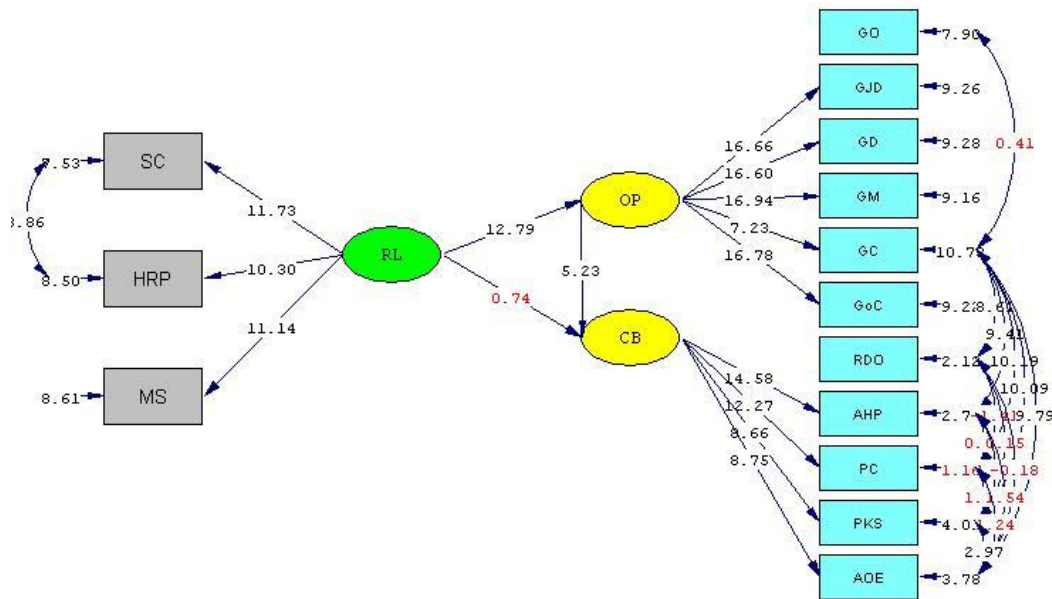 GO
7.90
GJD
9.26
GD
9.28
0.41
GM
9.16
GC
GoC
RDO
AHP
PC
PKS
AOE
3.78
SC
7.53
HRP
8.50
MS
8.61
11.73
10.30
11.14
RL
12.79
0.74
OP
5.23
CB
16.66
16.60
16.94
7.23
16.78
14.58
12.27
8.66
8.75
9.41
10.19
10.09
9.79
2.97